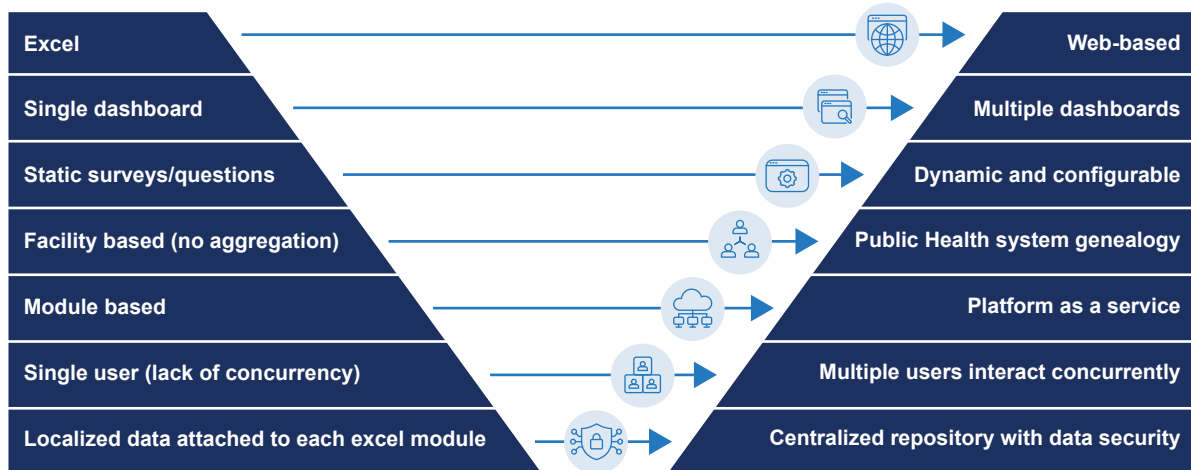 Excel
Web-based
Single dashboard
Multiple dashboards
Static surveys/questions
Dynamic and configurable
Facility based (no aggregation)
Public Health system genealogy
Module based
Platform as a service
Single user (lack of concurrency)
Multiple users interact concurrently
Localized data attached to each excel module
Centralized repository with data security